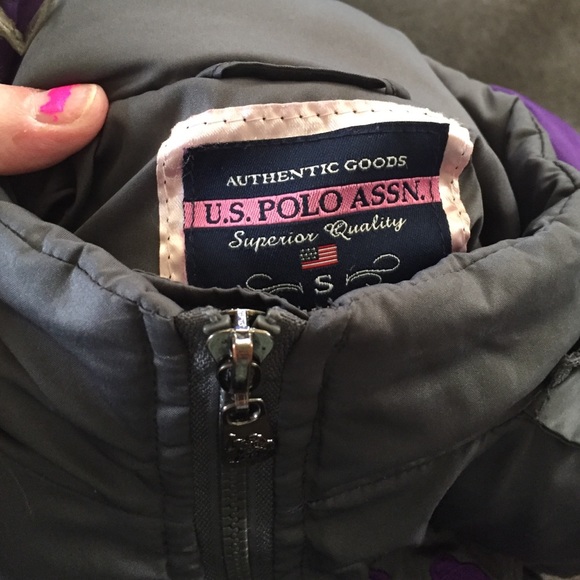 AUTHENTIC GOODS
U.S. POLO ASSN.
Superior Quality
S